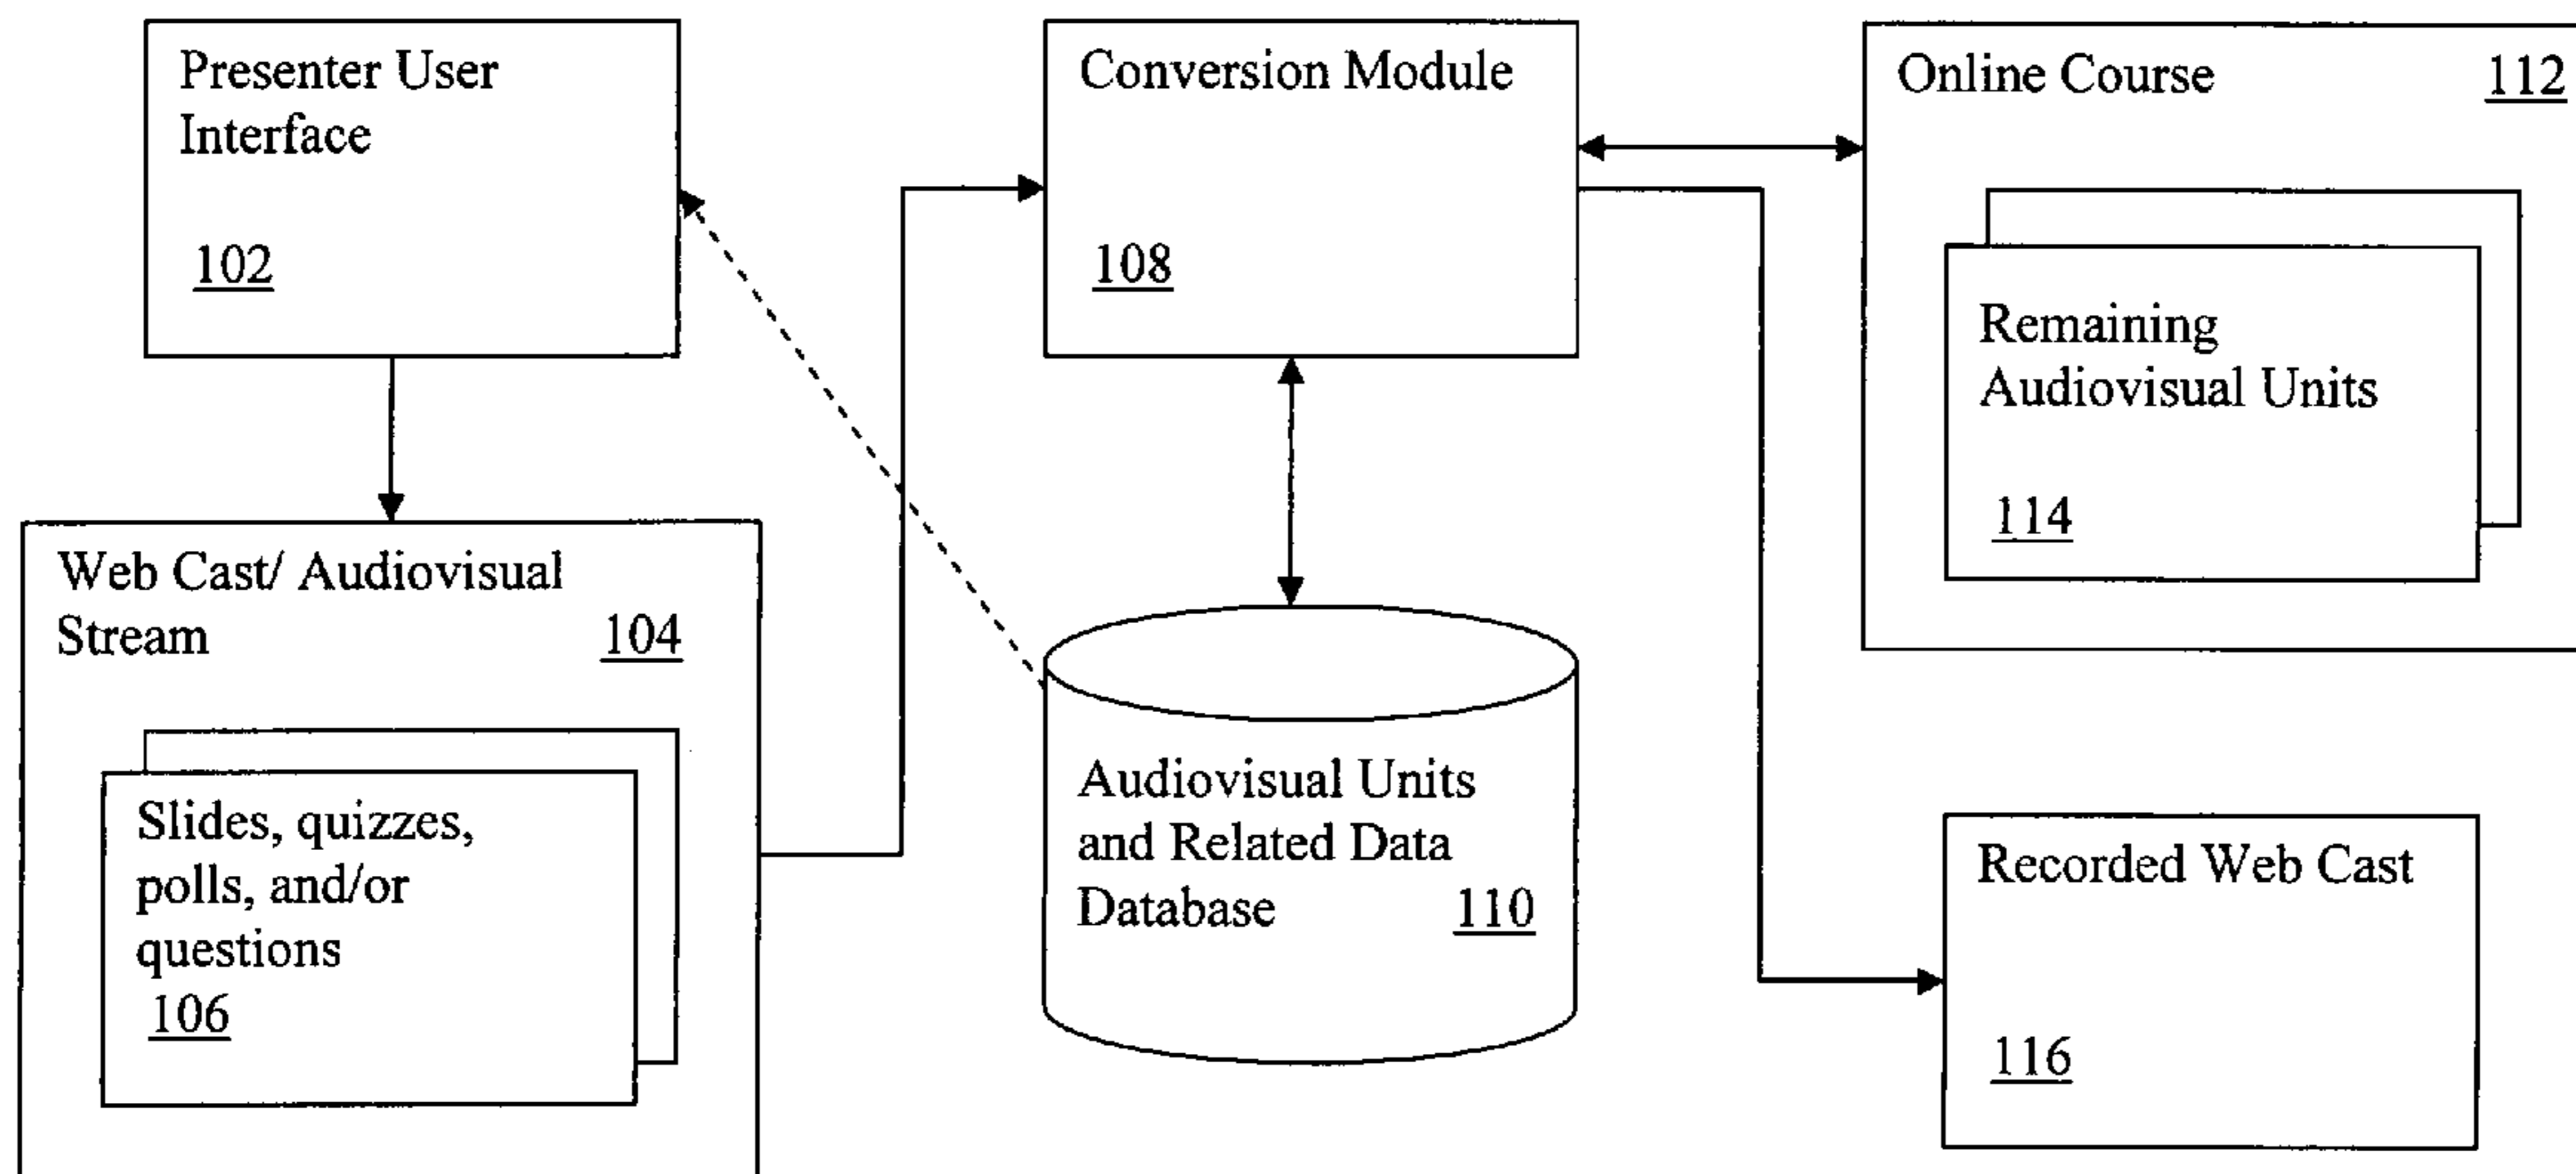 Presenter User
Interface
102
Web Cast/ Audiovisual
Stream 104
Slides, quizzes,
polls, and/or
questions
106
Conversion Module
108
Audiovisual Units
and Related Data
Database 110
Online Course 112
Remaining
Audiovisual Units
114
Recorded Web Cast
116